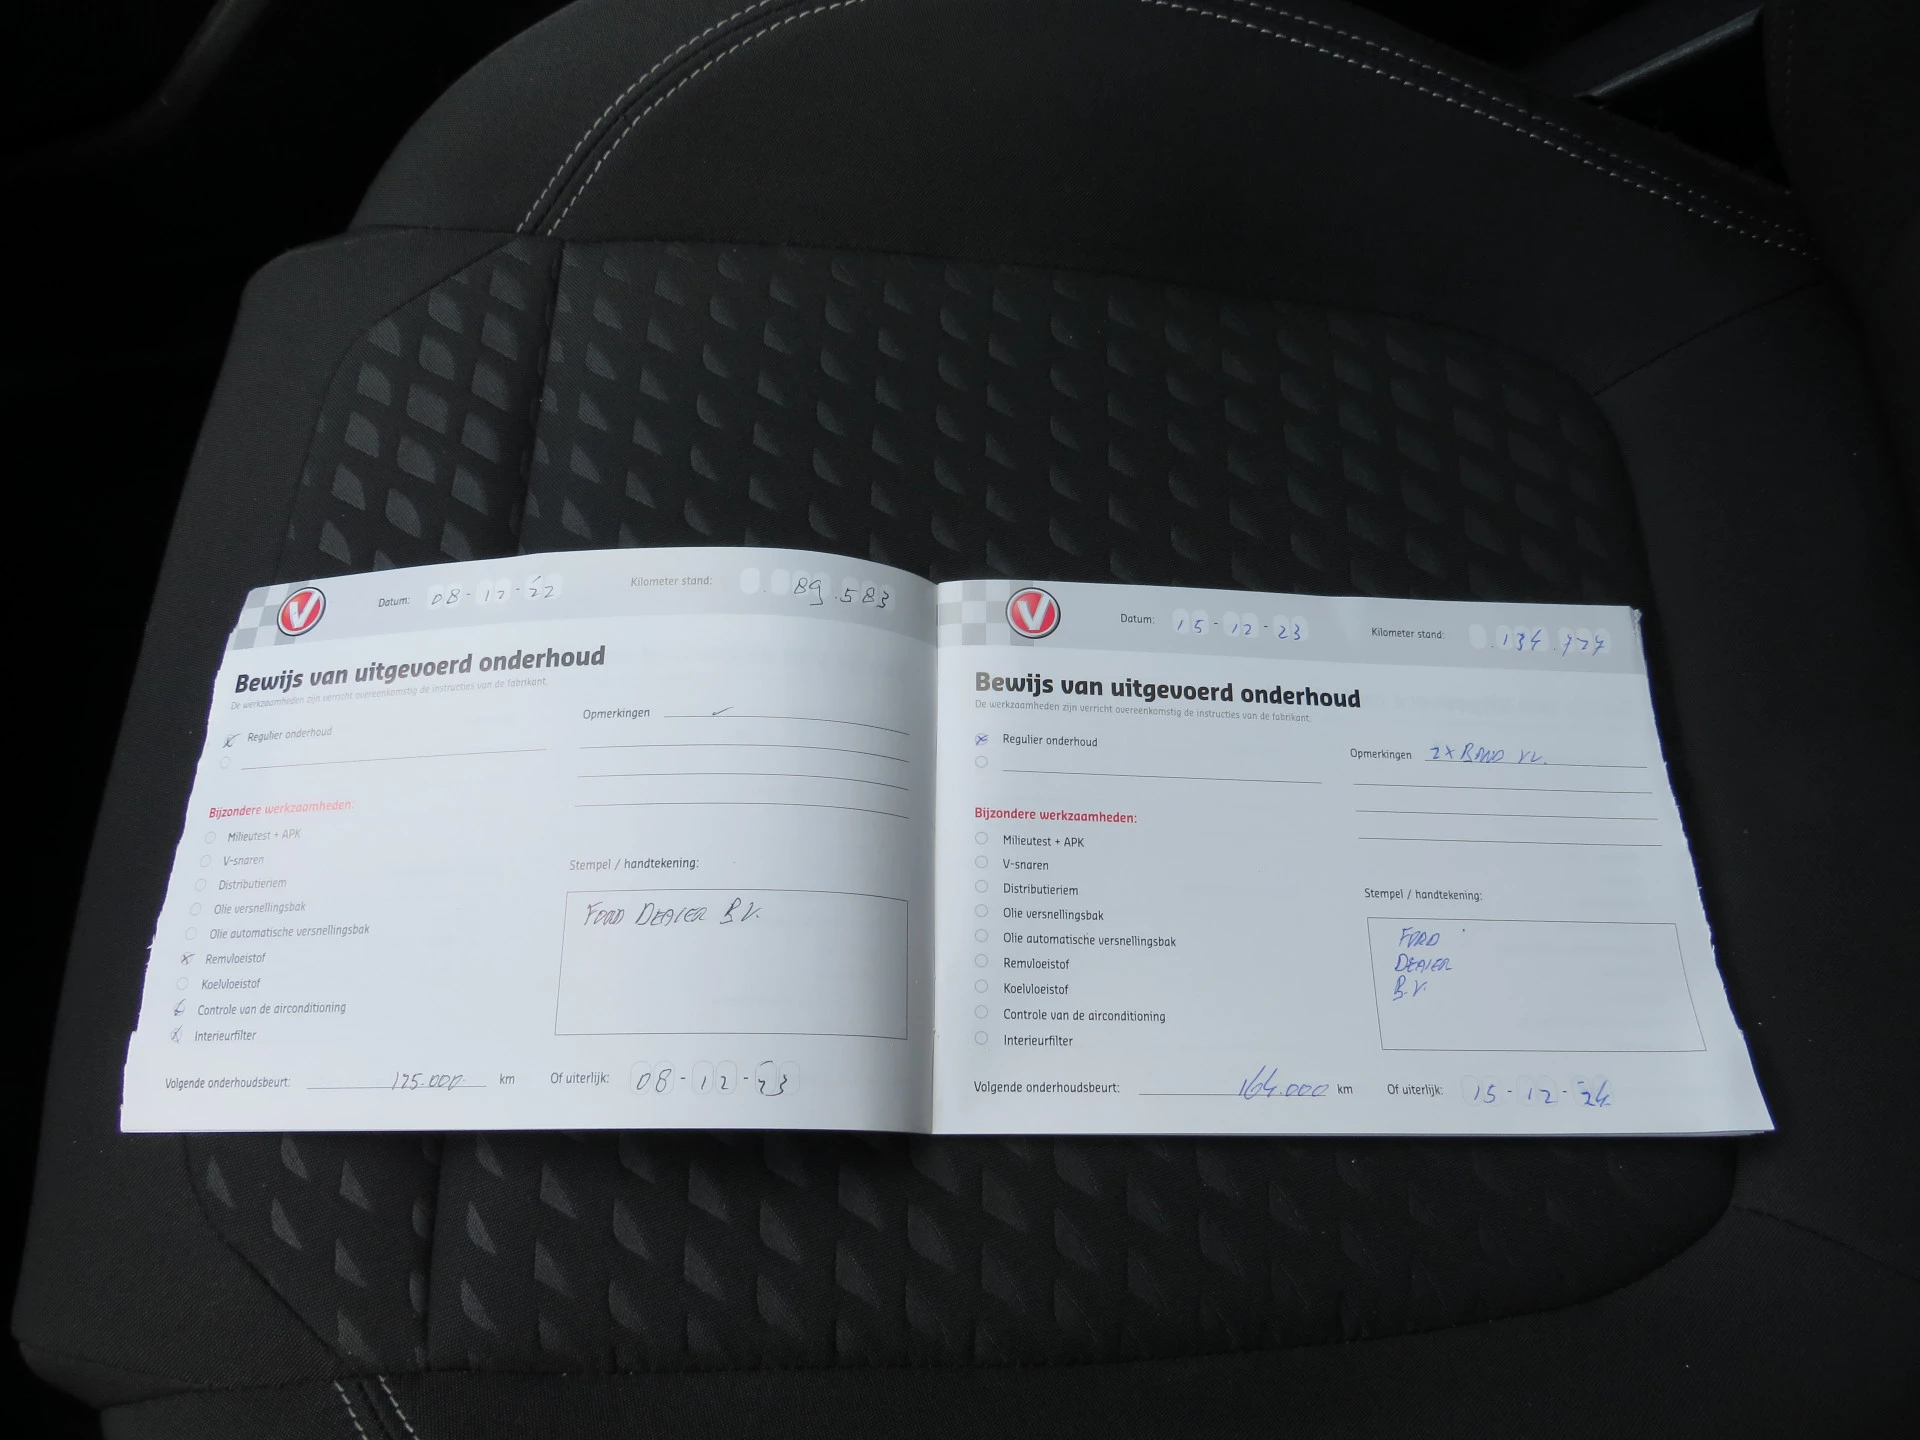 V
Datum: 08-12-22 Kilometer stand: 89.583
Bewijs van uitgevoerd onderhoud
De werkzaamheden zijn verricht overeenkomstig de instructies van de fabrikant.
Regulier onderhoud
Opmerkingen
Bijzondere werkzaamheden:
Milieutest + APK
V-snaren
Distributieriem
Olie versnellingsbak
Olie automatische versnellingsbak
Remvloeistof
Koelvloeistof
Controle van de airconditioning
Interieurfilter
Stempel / handtekening:
FORD DEALER B.V.
Volgende onderhoudsbeurt: 125.000 km Of uiterlijk: 08-12-23
V
Datum: 15-12-23 Kilometer stand:
Bewijs van uitgevoerd onderhoud
De werkzaamheden zijn verricht overeenkomstig de instructies van de fabrikant.
Regulier onderhoud
Opmerkingen 2X BAND
Bijzondere werkzaamheden:
Milieutest + APK
V-snaren
Distributieriem
Olie versnellingsbak
Olie automatische versnellingsbak
Remvloeistof
Koelvloeistof
Controle van de airconditioning
Interieurfilter
Stempel / handtekening:
FORD
DEALER
B.V.
Volgende onderhoudsbeurt: 164.000 km Of uiterlijk: 15-12-24